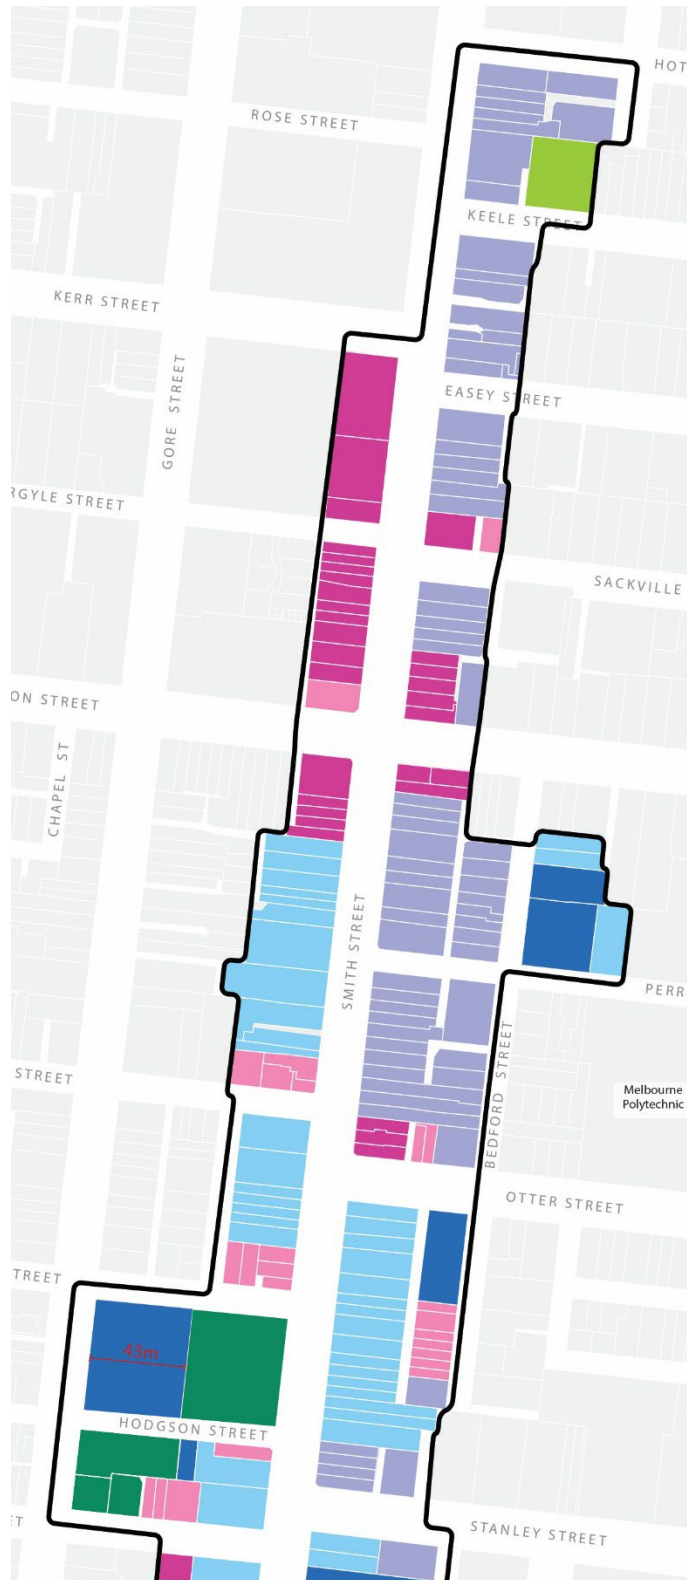 HOT
ROSE STREET
KEELE STREET
KERR STREET
GORE STREET
EASEY STREET
RGYLE STREET
SACKVILLE
ON STREET
CHAPEL ST
SMITH STREET
PERR
BEDFORD STREET
STREET
Melbourne
Polytechnic
OTTER STREET
TREET
43m
HODGSON STREET
ET
STANLEY STREET